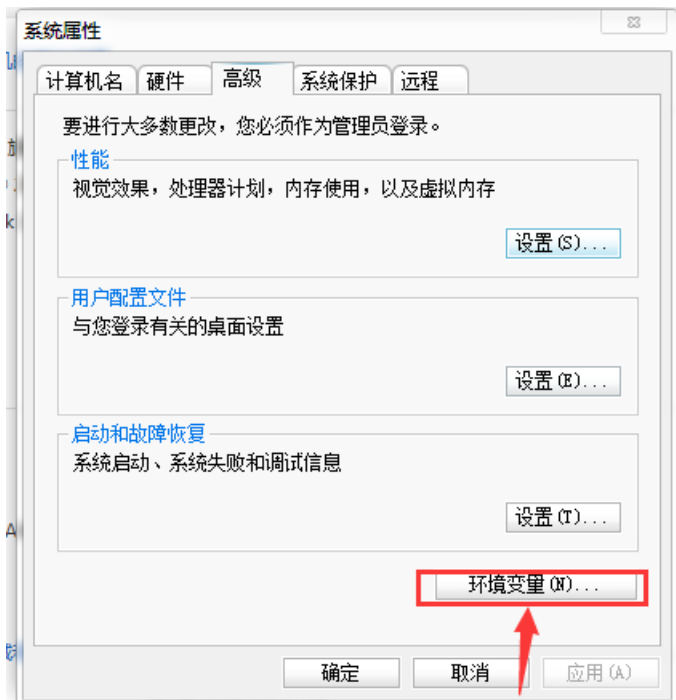 系统属性
计算机名 硬件 高级 系统保护 远程
要进行大多数更改，您必须作为管理员登录。
性能
视觉效果，处理器计划，内存使用，以及虚拟内存
设置(S)...
用户配置文件
与您登录有关的桌面设置
设置(E)...
启动和故障恢复
系统启动、系统失败和调试信息
设置(T)...
环境变量(N)...
确定 取消 应用(A)